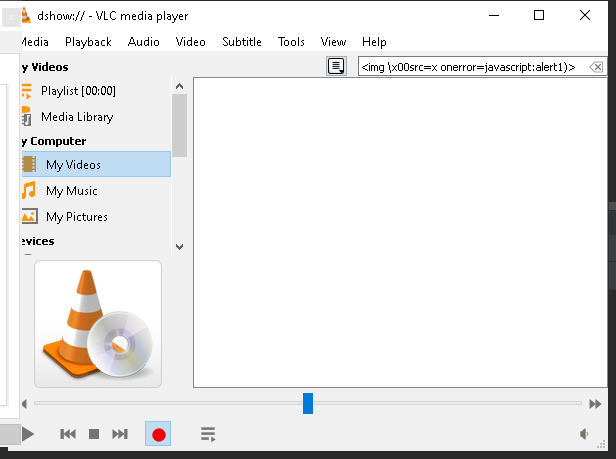 dshow:// - VLC media player
Media Playback Audio Video Subtitle Tools View Help
y Videos
<img \x00src=x onerror=javascript:alert1)>
Playlist [00:00]
Media Library
y Computer
My Videos
My Music
My Pictures
evices